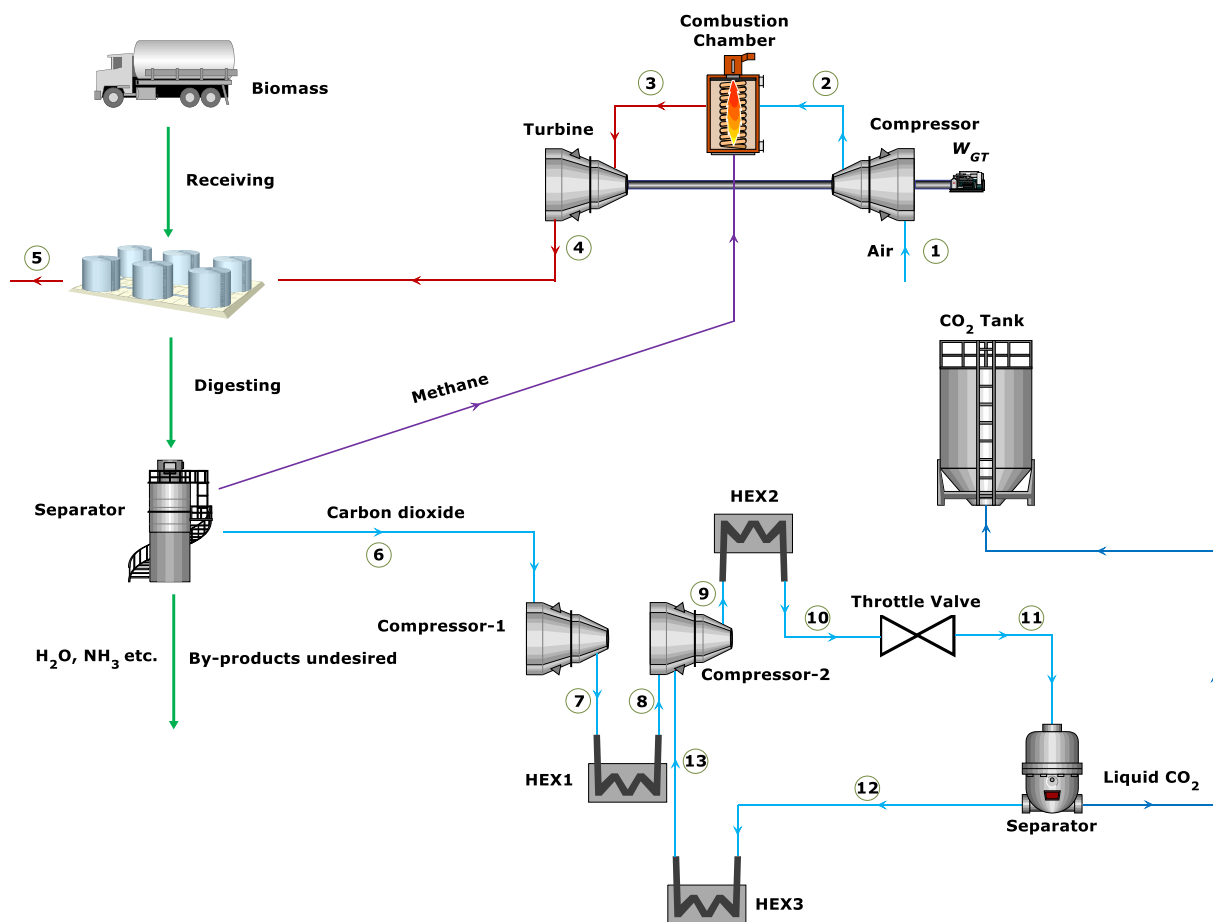 Combustion
Chamber
3
2
Biomass
Turbine
Compressor
W_GT
Receiving
4
5
Air
1
CO₂ Tank
Digesting
Methane
HEX2
Separator
Carbon dioxide
6
9
10
Throttle Valve
11
Compressor-1
H₂O, NH₃ etc.
By-products undesired
Compressor-2
7
8
13
HEX1
12
Liquid CO₂
Separator
HEX3